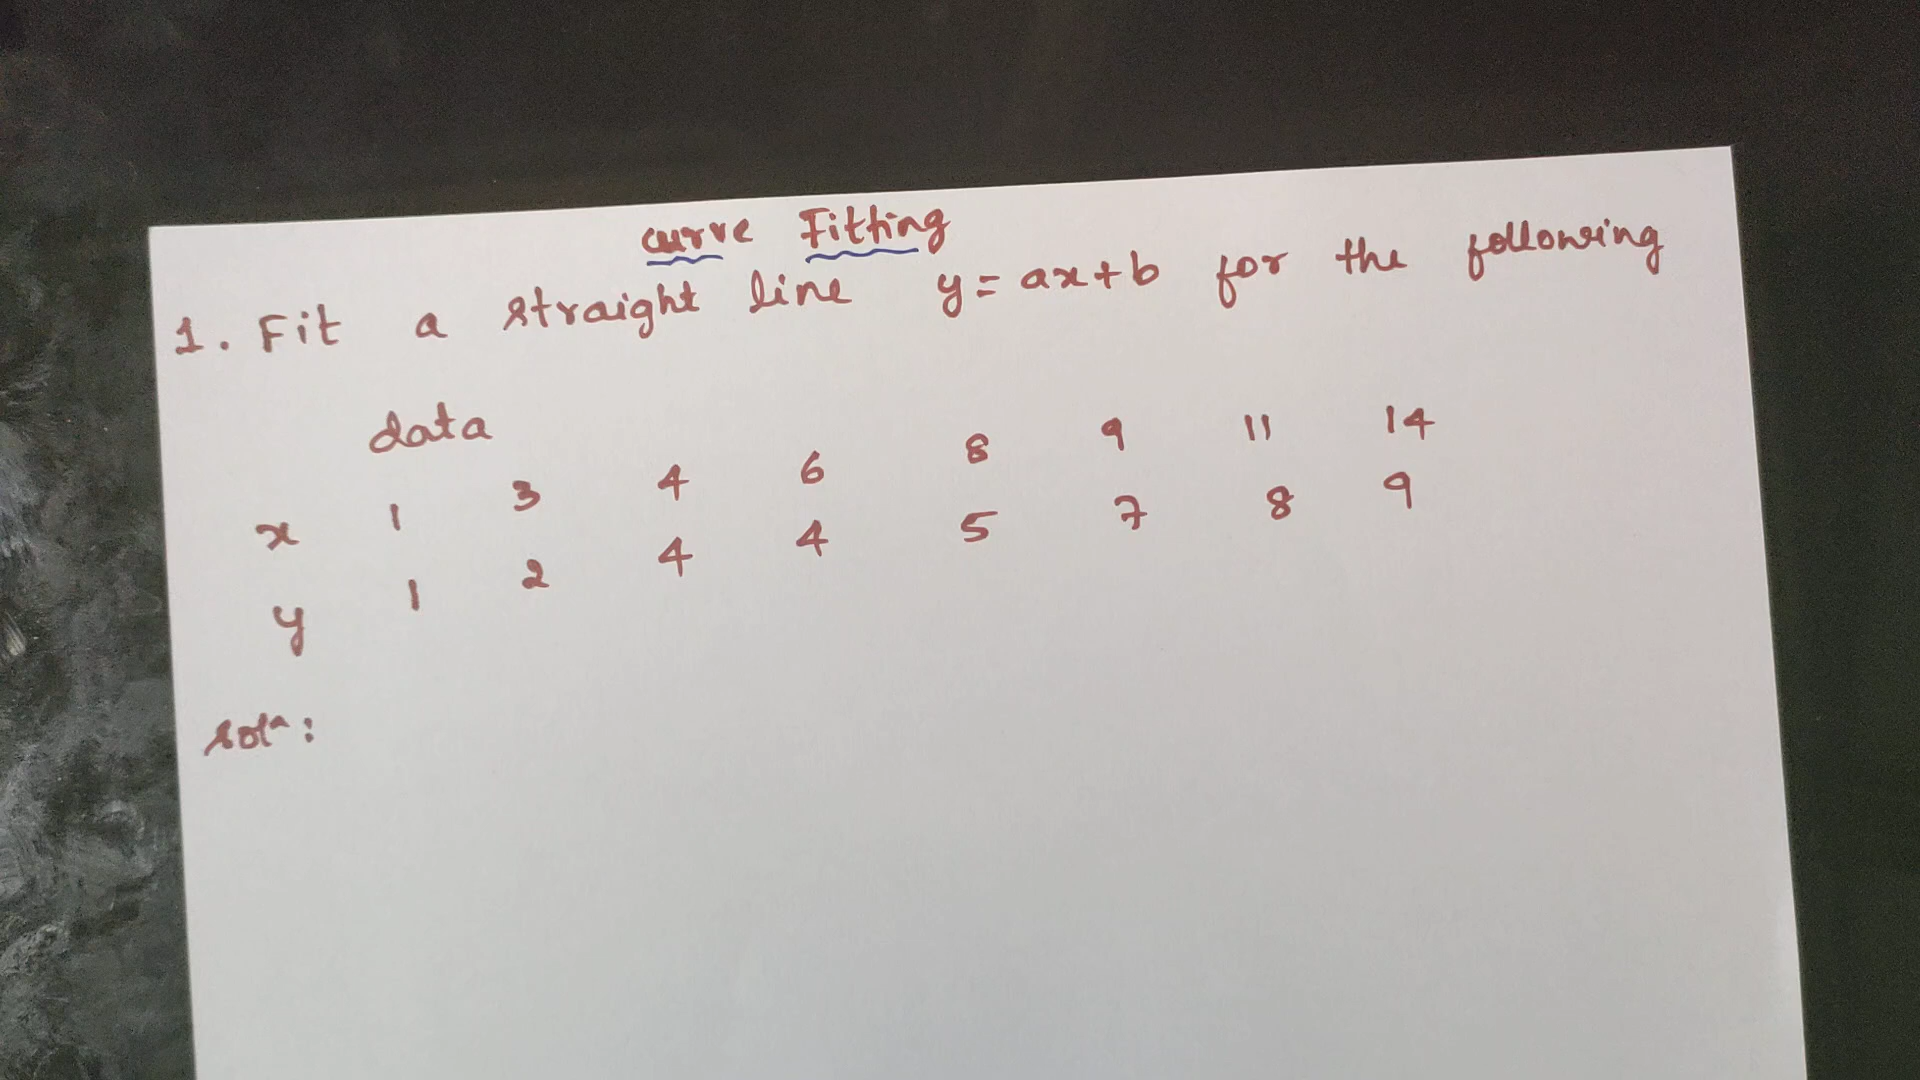 curve Fitting
1. Fit a straight line y = ax + b for the following
data
x 1 3 4 6 8 9 11 14
y 1 2 4 4 5 7 8 9
solⁿ: